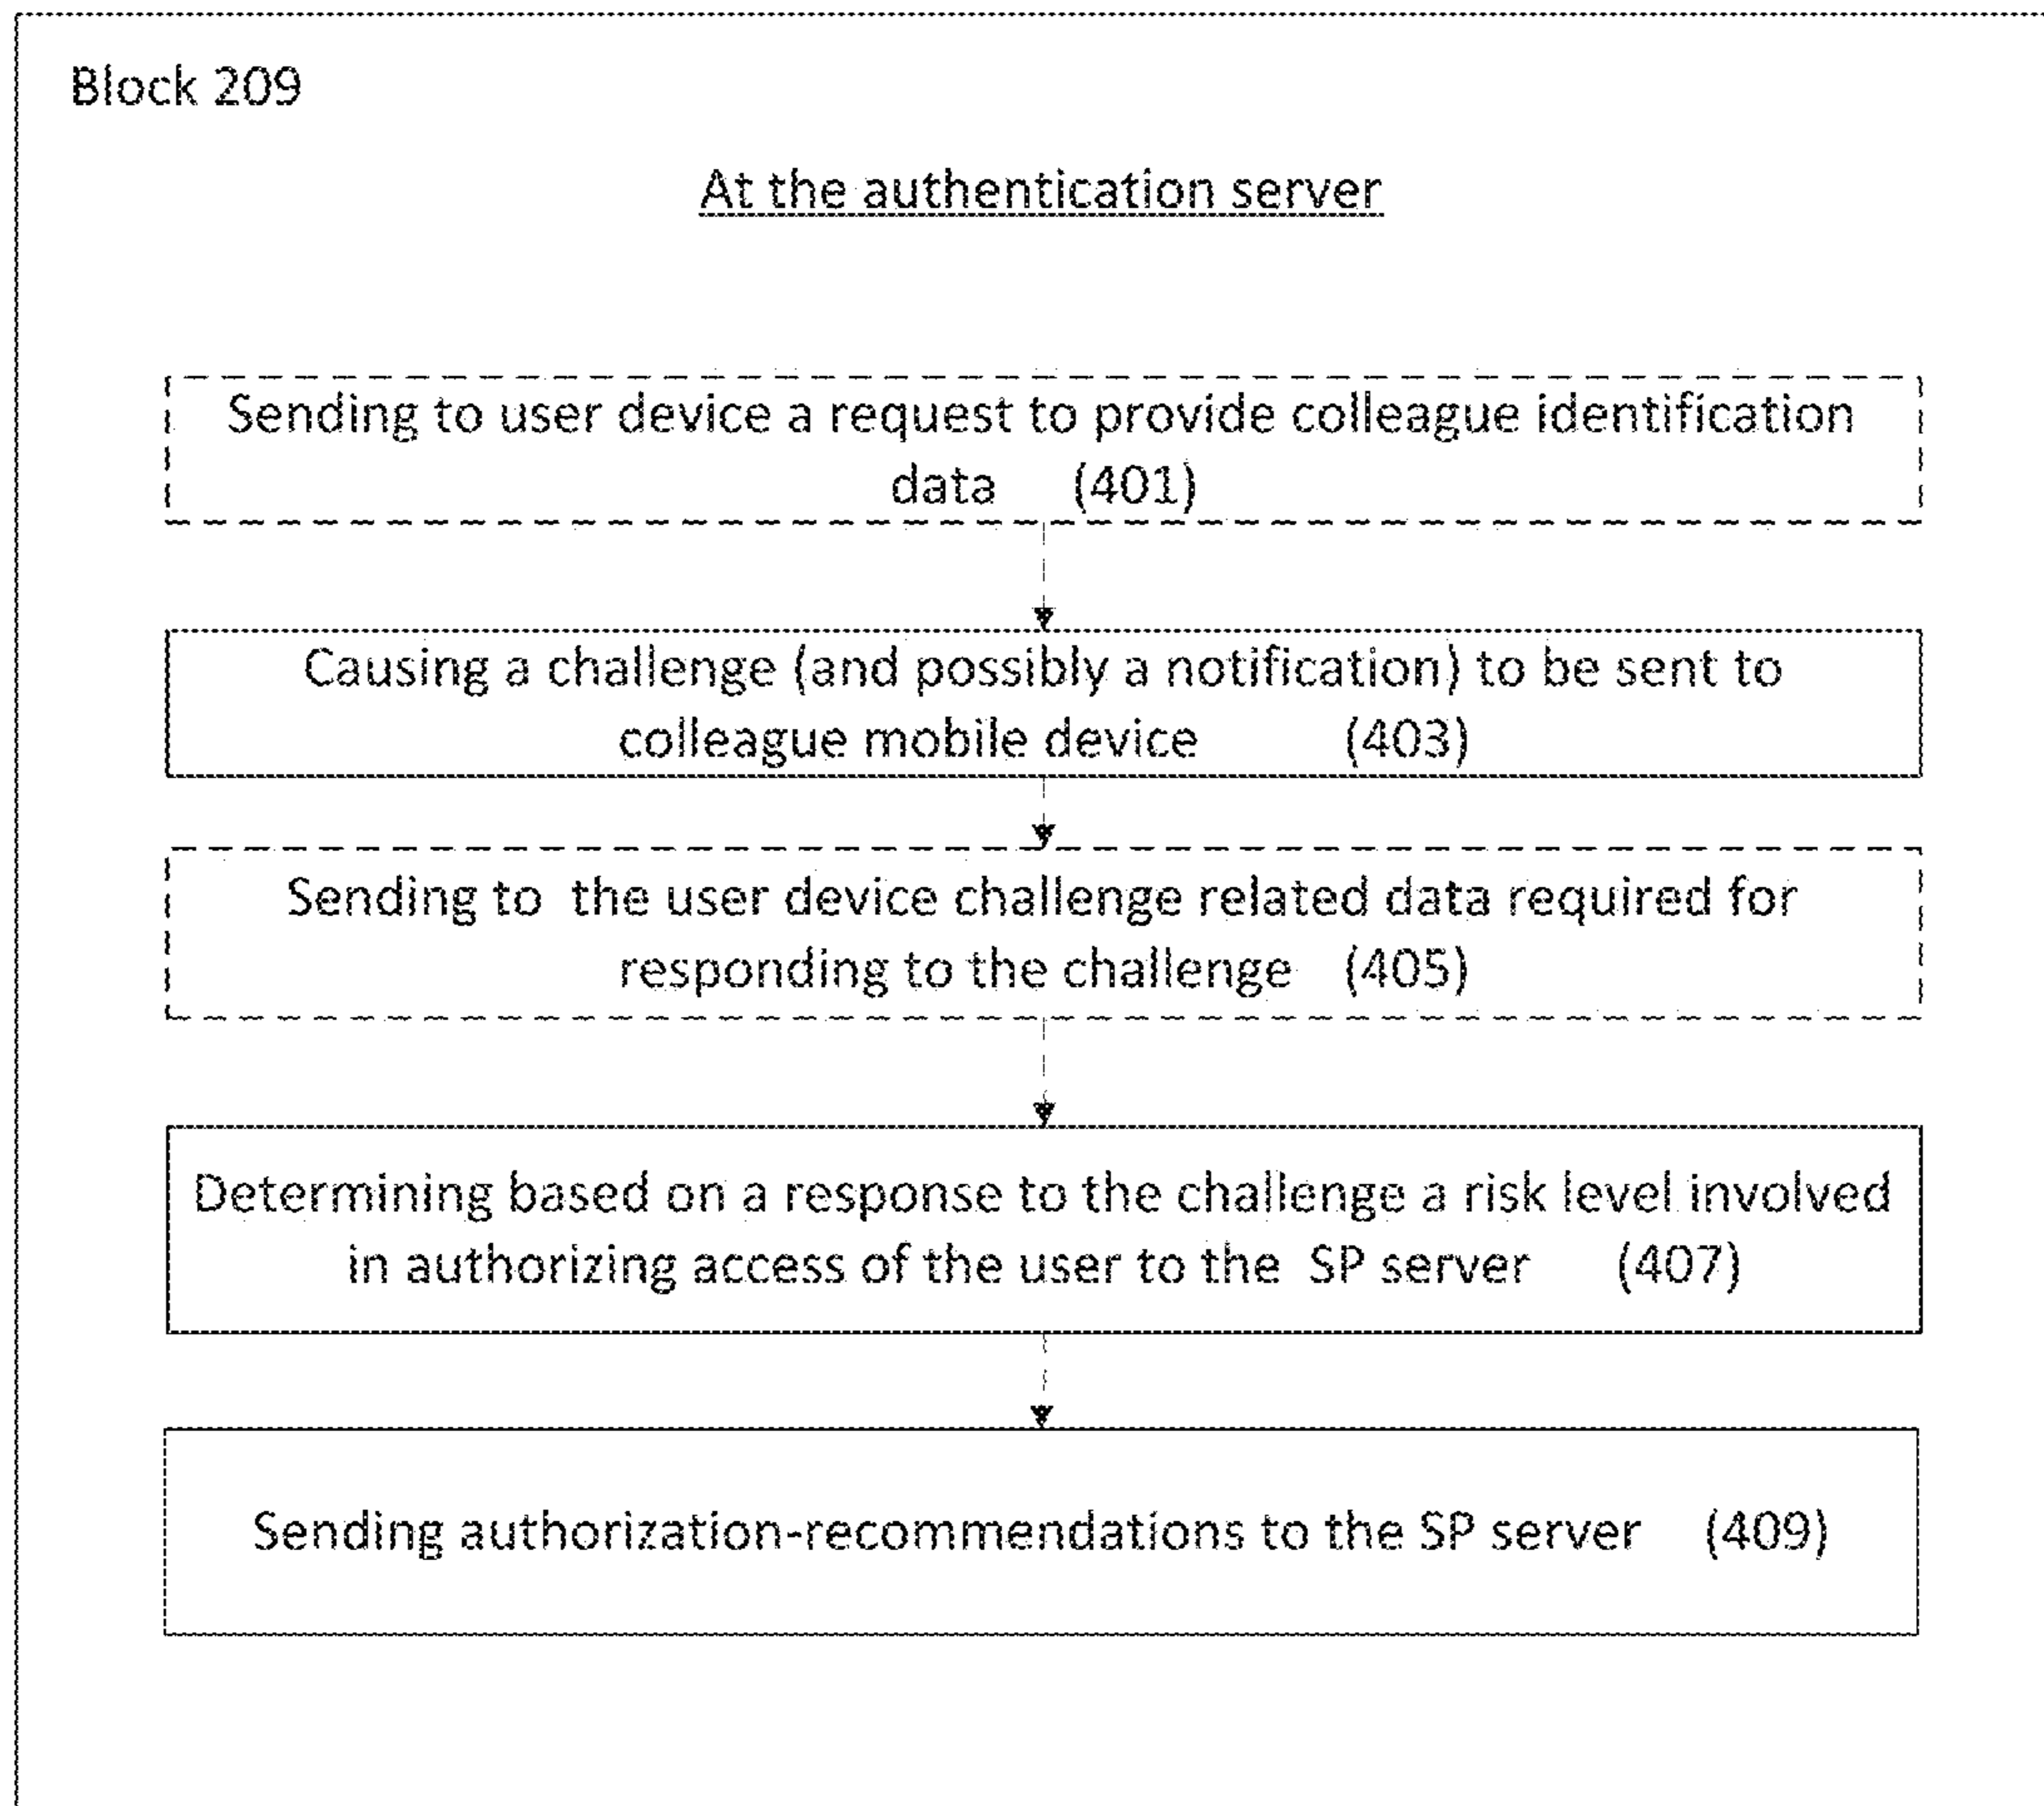 Block 209
At the authentication server
Sending to user device a request to provide colleague identification
data (401)
Causing a challenge (and possibly a notification) to be sent to
colleague mobile device (403)
Sending to the user device challenge related data required for
responding to the challenge (405)
Determining based on a response to the challenge a risk level involved
in authorizing access of the user to the SP server (407)
Sending authorization-recommendations to the SP server (409)